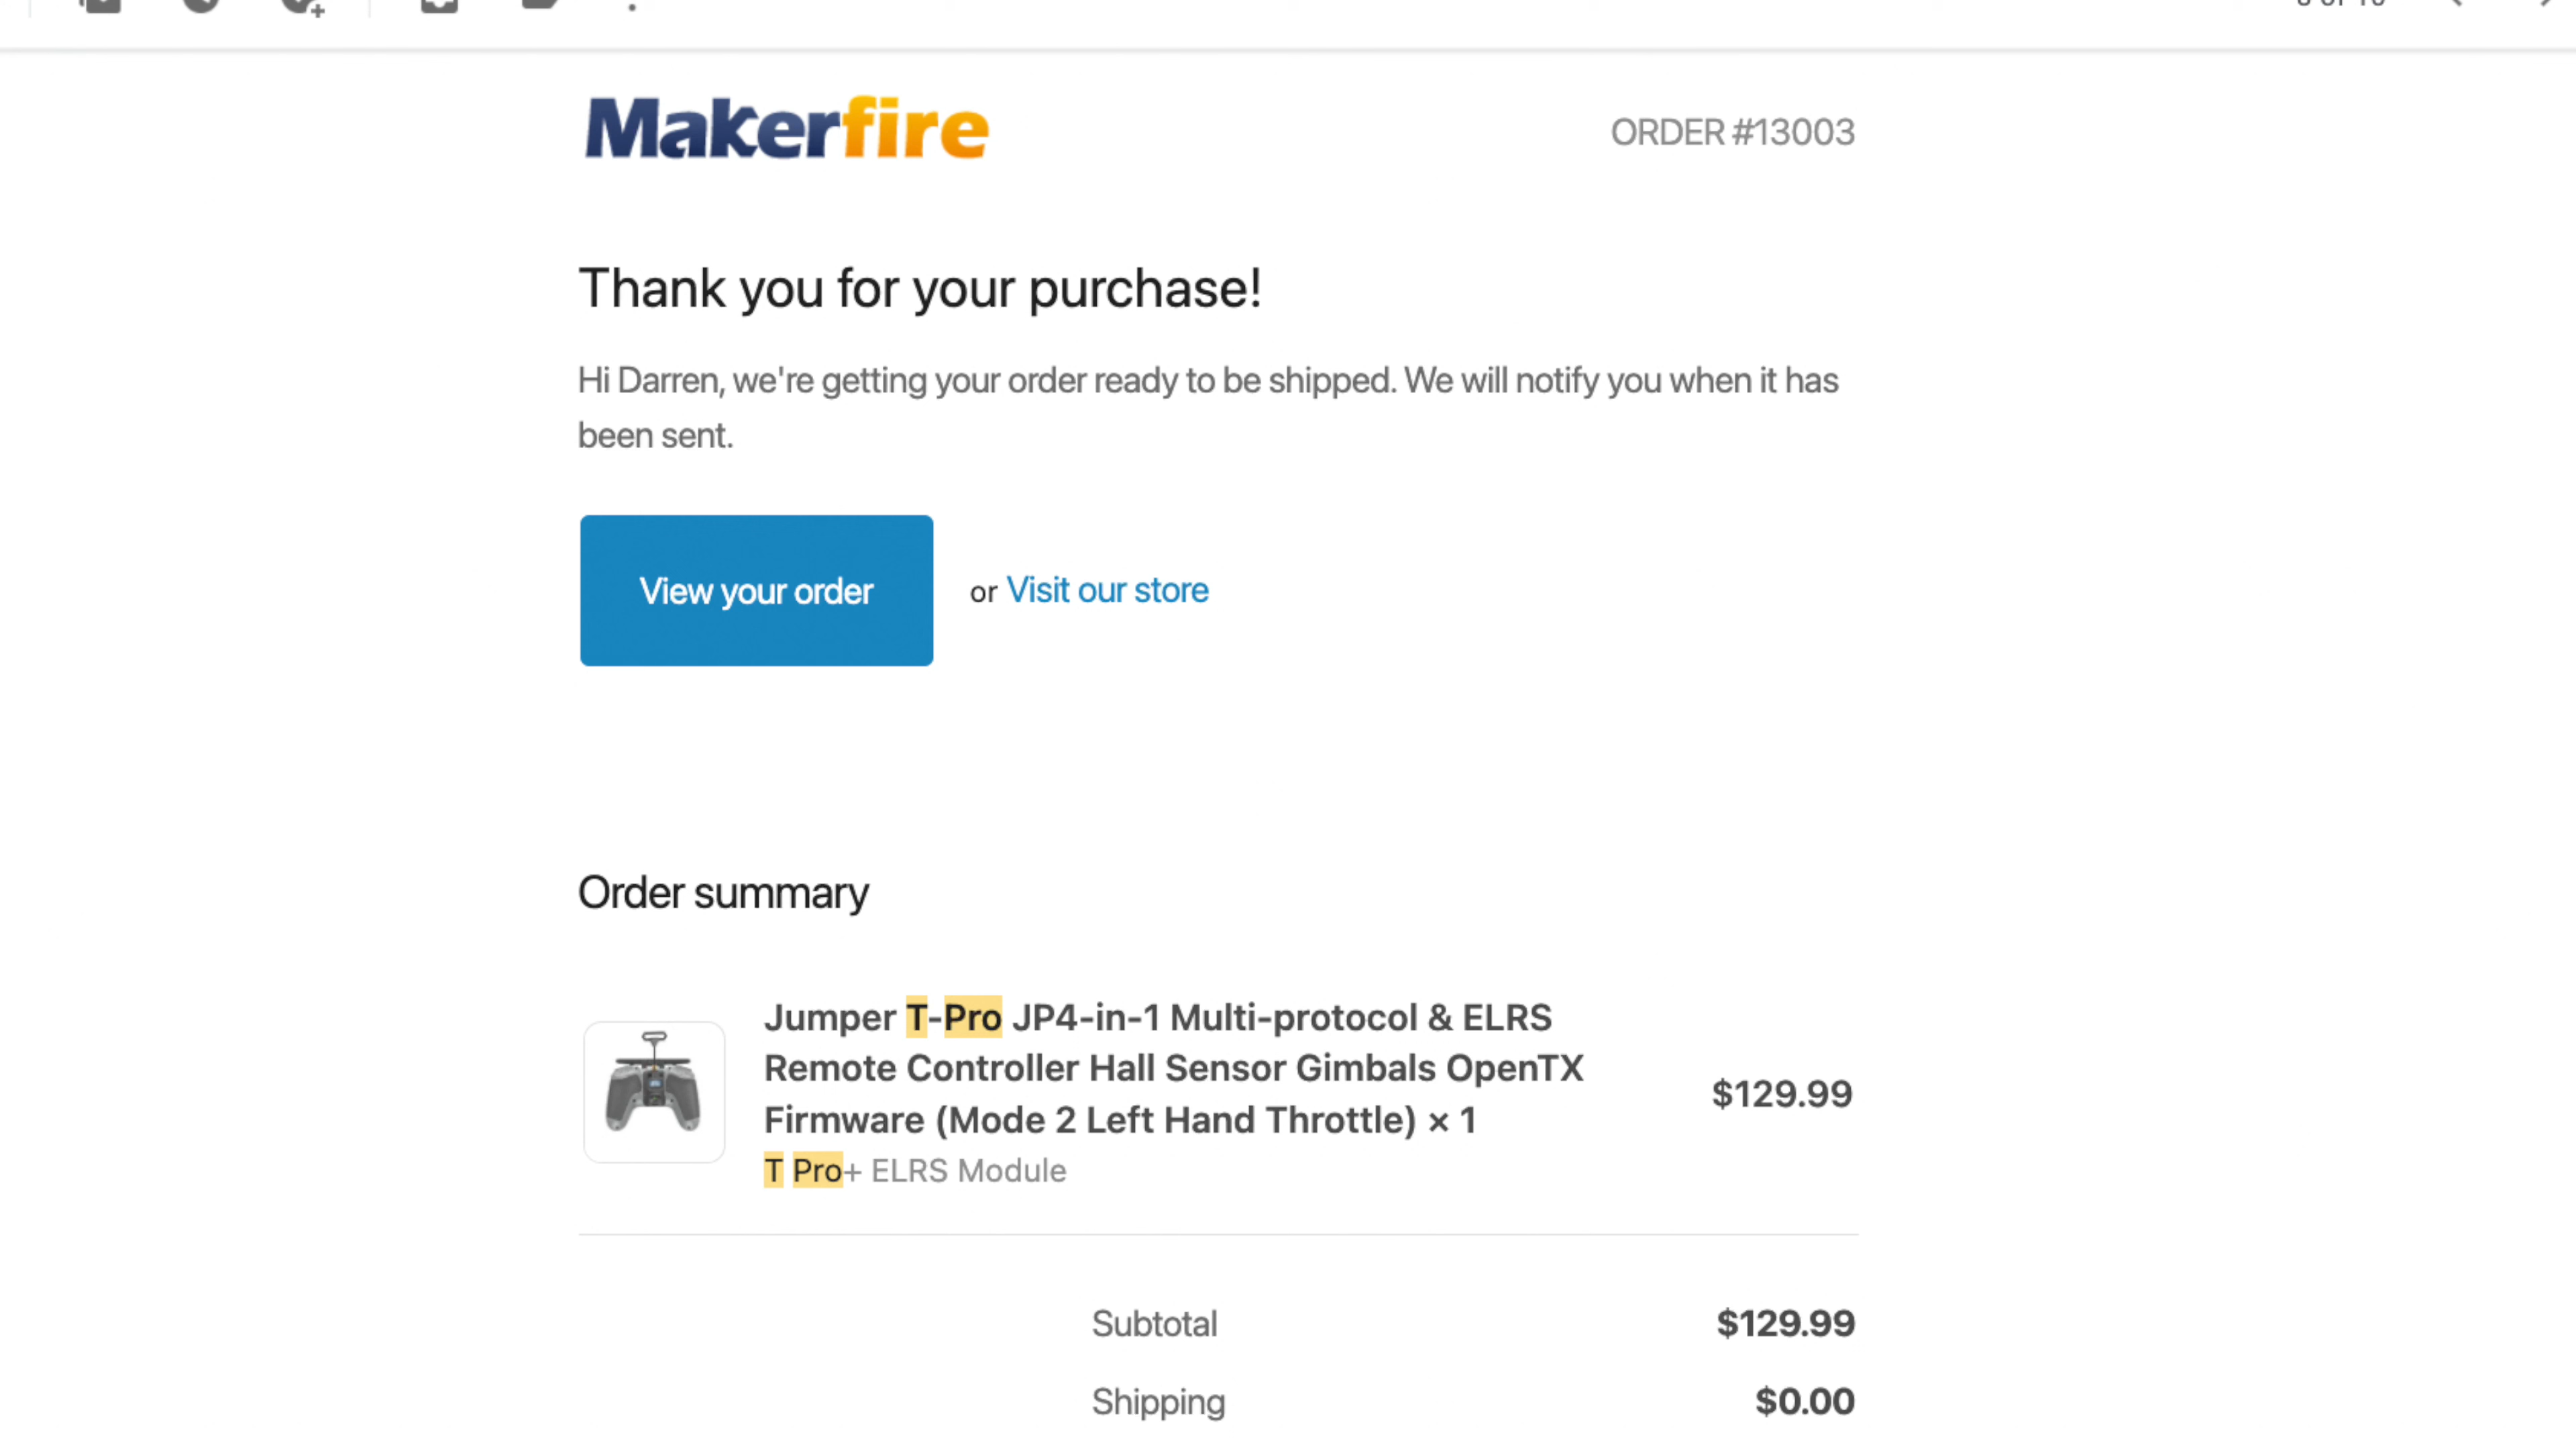 Makerfire
ORDER #13003
Thank you for your purchase!
Hi Darren, we're getting your order ready to be shipped. We will notify you when it has
been sent.
View your order
or Visit our store
Order summary
Jumper T-Pro JP4-in-1 Multi-protocol & ELRS
Remote Controller Hall Sensor Gimbals OpenTX
Firmware (Mode 2 Left Hand Throttle) × 1
T Pro+ ELRS Module
$129.99
Subtotal $129.99
Shipping $0.00